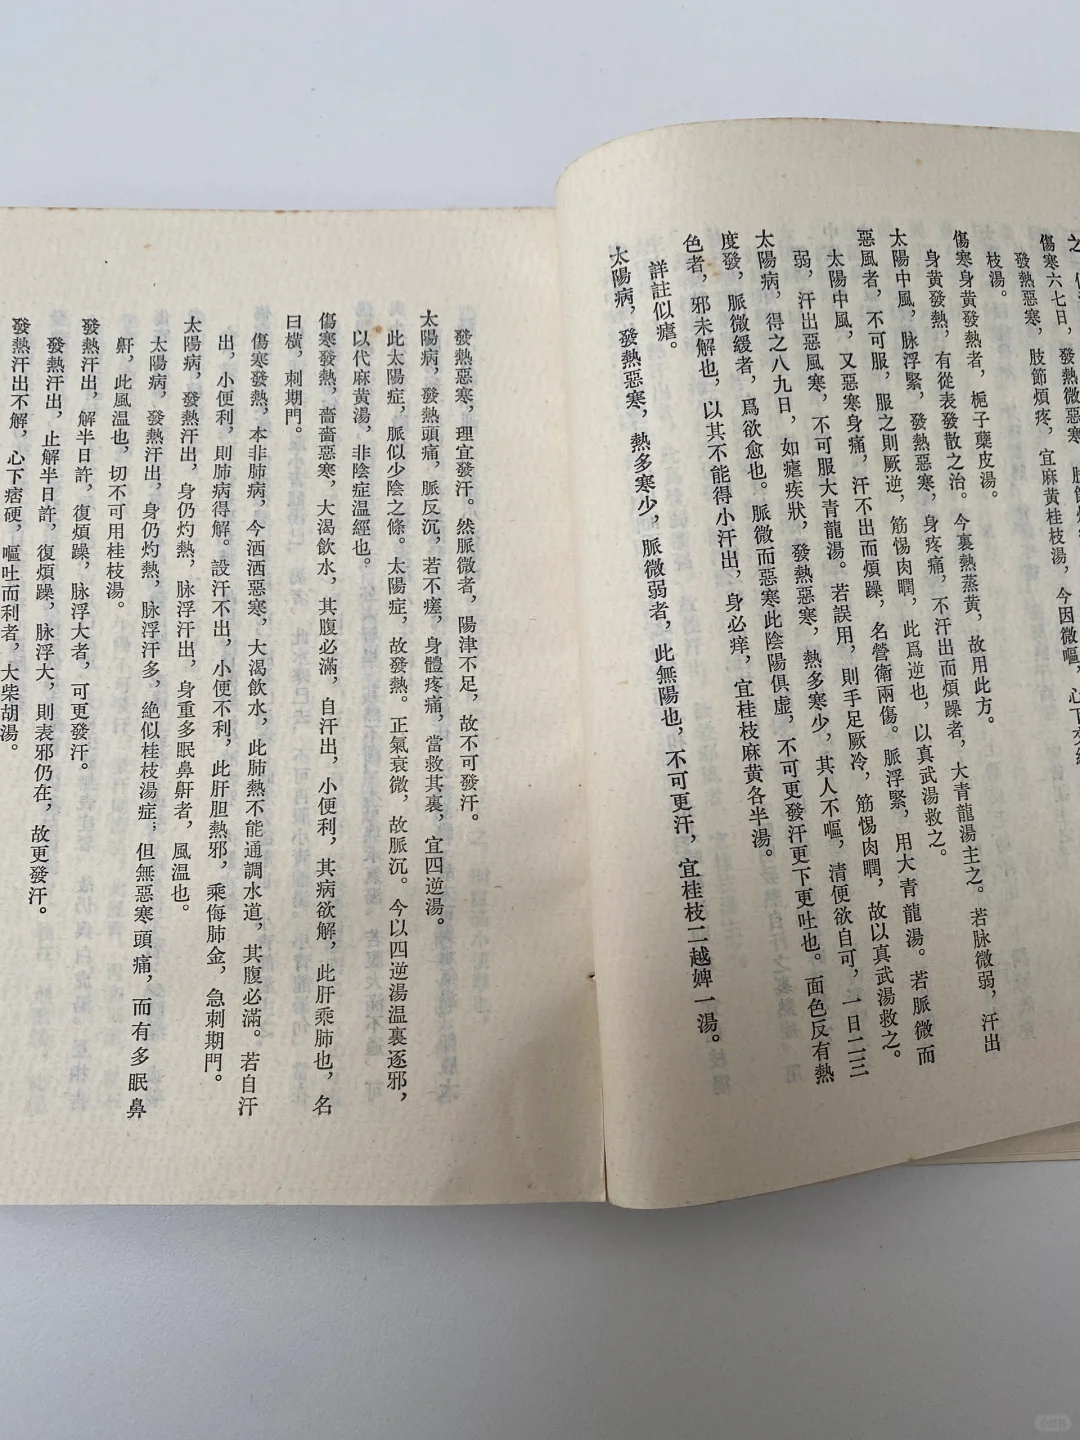 傷寒六七日，發熱微惡寒，肢節煩疼，
發熱惡寒，肢節煩疼，宜麻黃桂枝湯，今因微嘔，心下支結
枝湯。
傷寒身黃發熱者，梔子蘗皮湯。
身黃發熱，有從表發散之治。今裏熱蒸黃，故用此方。
太陽中風，脉浮緊，發熱惡寒，身疼痛，不汗出而煩躁者，大青龍湯主之。若脉微弱，汗出
惡風者，不可服，服之則厥逆，筋惕肉瞤，此爲逆也，以真武湯救之。
太陽中風，又惡寒身痛，汗不出而煩躁，名營衛兩傷。脈浮緊，用大青龍湯。若脈微而
弱，汗出惡風寒，不可服大青龍湯。若誤用，則手足厥冷，筋惕肉瞤，故以真武湯救之。
太陽病，得之八九日，如瘧疾狀，發熱惡寒，熱多寒少，其人不嘔，清便欲自可，一日二三
度發，脈微緩者，爲欲愈也。脈微而惡寒此陰陽俱虛，不可更發汗更下更吐也。面色反有熱
色者，邪未解也，以其不能得小汗出，身必痒，宜桂枝麻黃各半湯。
詳註似瘧。
太陽病，發熱惡寒，熱多寒少，脈微弱者，此無陽也，不可更汗，宜桂枝二越婢一湯。
發熱惡寒，理宜發汗。然脈微者，陽津不足，故不可發汗。
太陽病，發熱頭痛，脈反沉，若不瘥，身體疼痛，當救其裏，宜四逆湯。
此太陽症，脈似少陰之條。太陽症，故發熱。正氣衰微，故脈沉。今以四逆湯温裏逐邪，
以代麻黃湯，非陰症温經也。
傷寒發熱，嗇嗇惡寒，大渴飲水，其腹必滿，自汗出，小便利，其病欲解，此肝乘肺也，名
曰橫，刺期門。
傷寒發熱，本非肺病，今洒洒惡寒，大渴飲水，此肺熱不能通調水道，其腹必滿。若自汗
出，小便利，則肺病得解。設汗不出，小便不利，此肝胆熱邪，乘侮肺金，急刺期門。
太陽病，發熱汗出，身仍灼熱，脉浮汗出，身重多眠鼻鼾者，風温也。
太陽病，發熱汗出，身仍灼熱，脉浮汗多，絶似桂枝湯症；但無惡寒頭痛，而有多眠鼻
鼾，此風温也，切不可用桂枝湯。
發熱汗出，解半日許，復煩躁，脉浮大者，可更發汗。
發熱汗出，止解半日許，復煩躁，脉浮大，則表邪仍在，故更發汗。
發熱汗出不解，心下痞硬，嘔吐而利者，大柴胡湯。